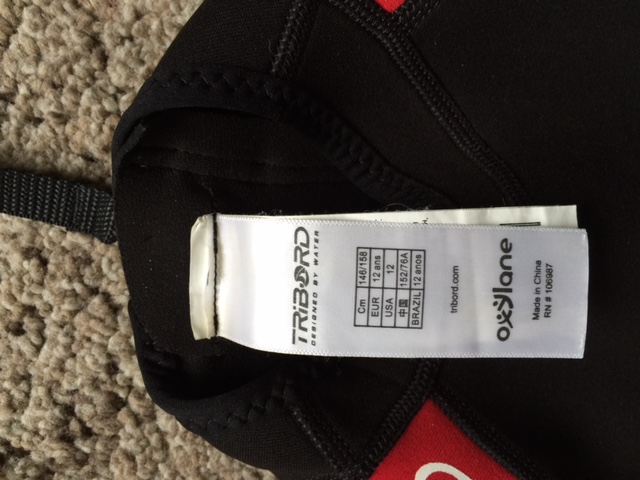 TRIBORD
DESIGNED BY WATER
Cm 146/158
EUR 12 ans
USA 12
中国 152/76A
BRAZIL 12 anos
tribord.com
oxylane
Made in China
RN # 106987